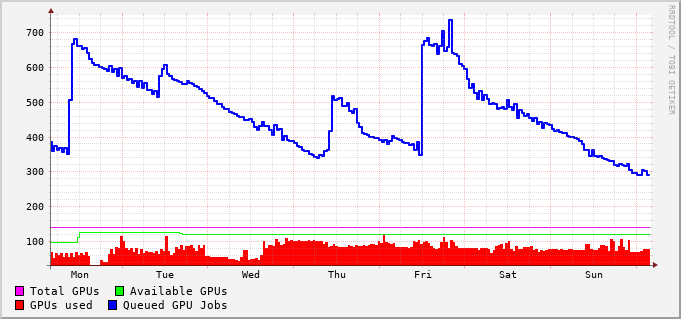 700
600
500
400
300
200
100
Mon Tue Wed Thu Fri Sat Sun
Total GPUs Available GPUs
GPUs used Queued GPU Jobs
RRDTOOL / TOBI OETIKER